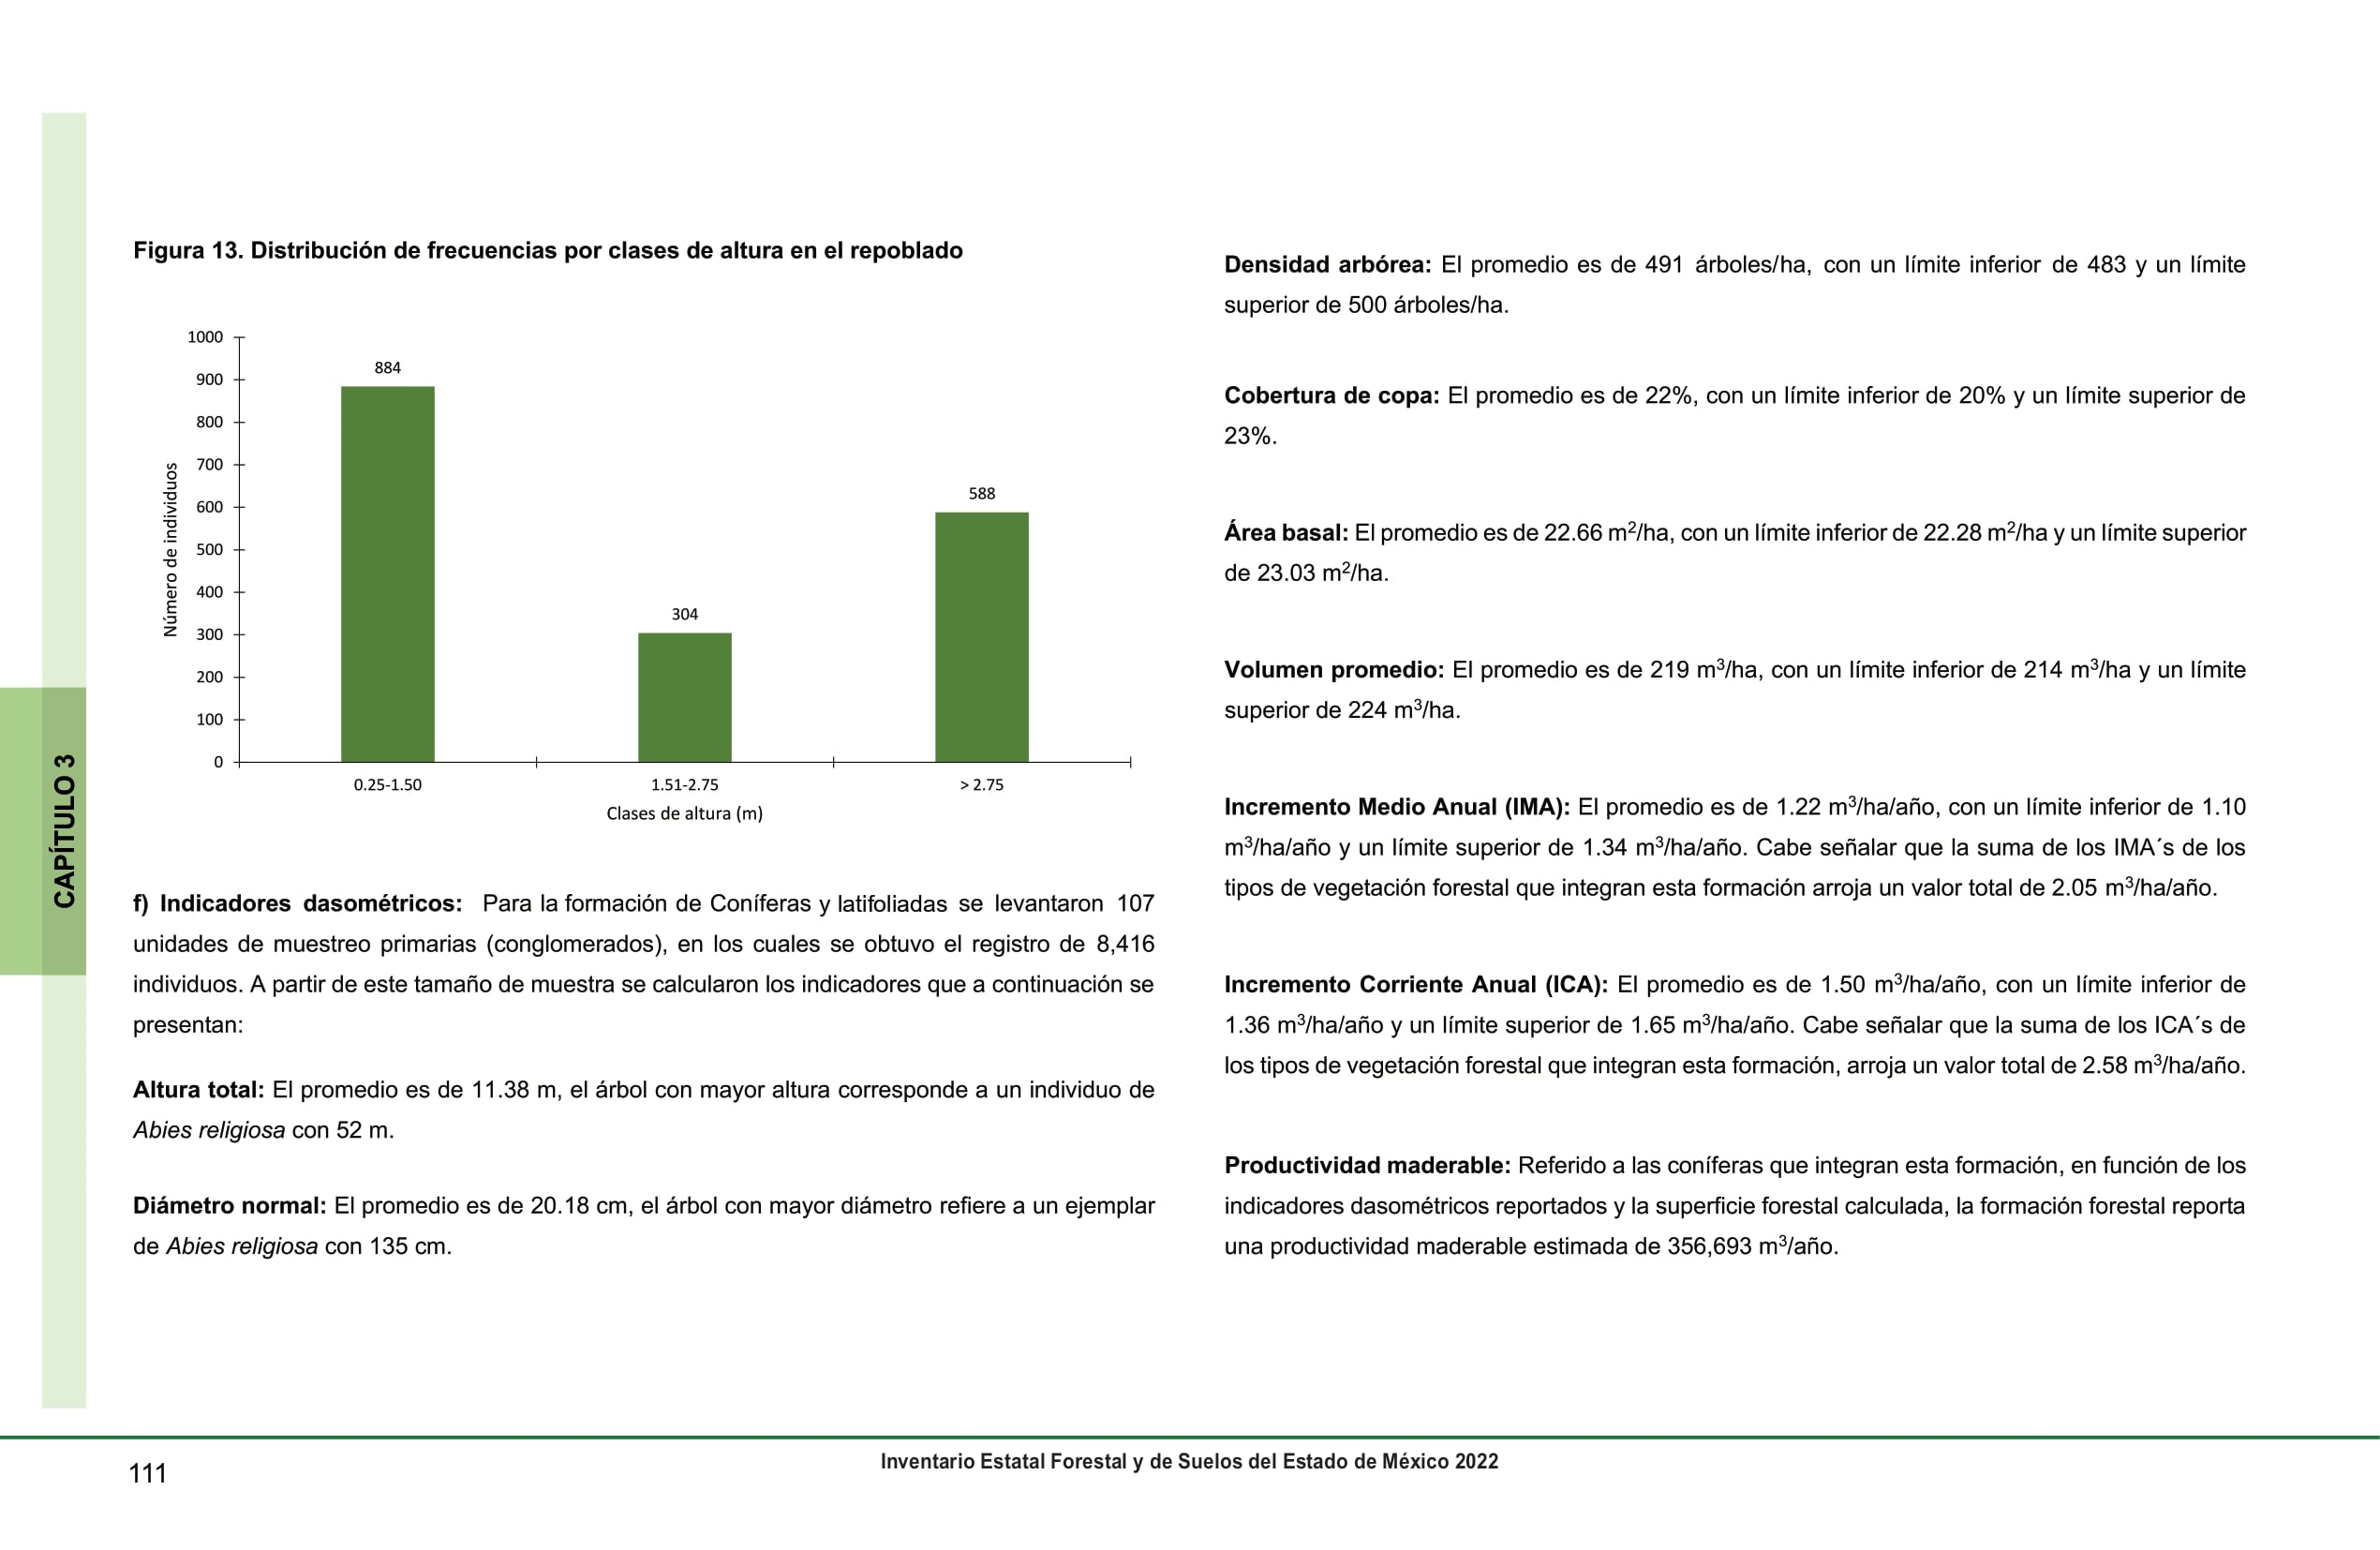 Figura 13. Distribución de frecuencias por clases de altura en el repoblado
1000
900
800
700
600
500
400
300
200
100
0
Número de individuos
884
304
588
0.25-1.50
1.51-2.75
> 2.75
Clases de altura (m)
CAPÍTULO 3
f) Indicadores dasométricos: Para la formación de Coníferas y latifoliadas se levantaron 107
unidades de muestreo primarias (conglomerados), en los cuales se obtuvo el registro de 8,416
individuos. A partir de este tamaño de muestra se calcularon los indicadores que a continuación se
presentan:
Altura total: El promedio es de 11.38 m, el árbol con mayor altura corresponde a un individuo de
Abies religiosa con 52 m.
Diámetro normal: El promedio es de 20.18 cm, el árbol con mayor diámetro refiere a un ejemplar
de Abies religiosa con 135 cm.
Densidad arbórea: El promedio es de 491 árboles/ha, con un límite inferior de 483 y un límite
superior de 500 árboles/ha.
Cobertura de copa: El promedio es de 22%, con un límite inferior de 20% y un límite superior de
23%.
Área basal: El promedio es de 22.66 m²/ha, con un límite inferior de 22.28 m²/ha y un límite superior
de 23.03 m²/ha.
Volumen promedio: El promedio es de 219 m³/ha, con un límite inferior de 214 m³/ha y un límite
superior de 224 m³/ha.
Incremento Medio Anual (IMA): El promedio es de 1.22 m³/ha/año, con un límite inferior de 1.10
m³/ha/año y un límite superior de 1.34 m³/ha/año. Cabe señalar que la suma de los IMA´s de los
tipos de vegetación forestal que integran esta formación arroja un valor total de 2.05 m³/ha/año.
Incremento Corriente Anual (ICA): El promedio es de 1.50 m³/ha/año, con un límite inferior de
1.36 m³/ha/año y un límite superior de 1.65 m³/ha/año. Cabe señalar que la suma de los ICA´s de
los tipos de vegetación forestal que integran esta formación, arroja un valor total de 2.58 m³/ha/año.
Productividad maderable: Referido a las coníferas que integran esta formación, en función de los
indicadores dasométricos reportados y la superficie forestal calculada, la formación forestal reporta
una productividad maderable estimada de 356,693 m³/año.
111
Inventario Estatal Forestal y de Suelos del Estado de México 2022